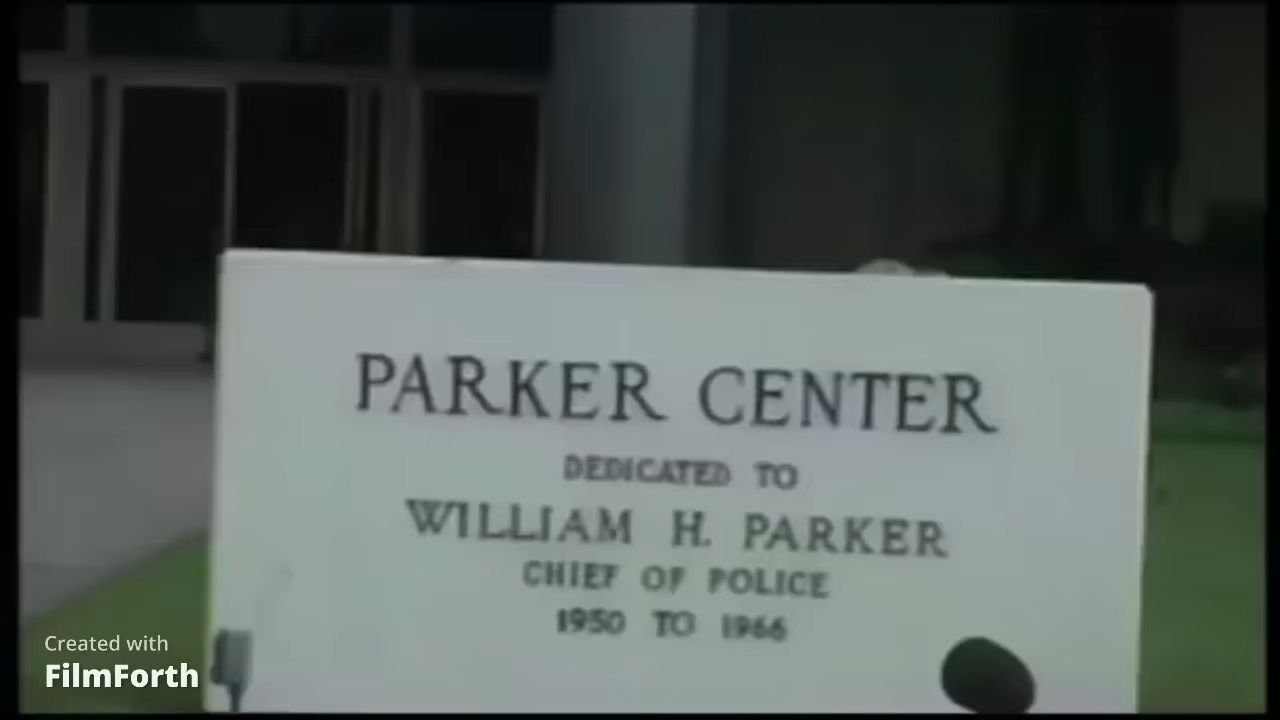 PARKER CENTER
DEDICATED TO
WILLIAM H. PARKER
CHIEF OF POLICE
1950 TO 1966
Created with
FilmForth